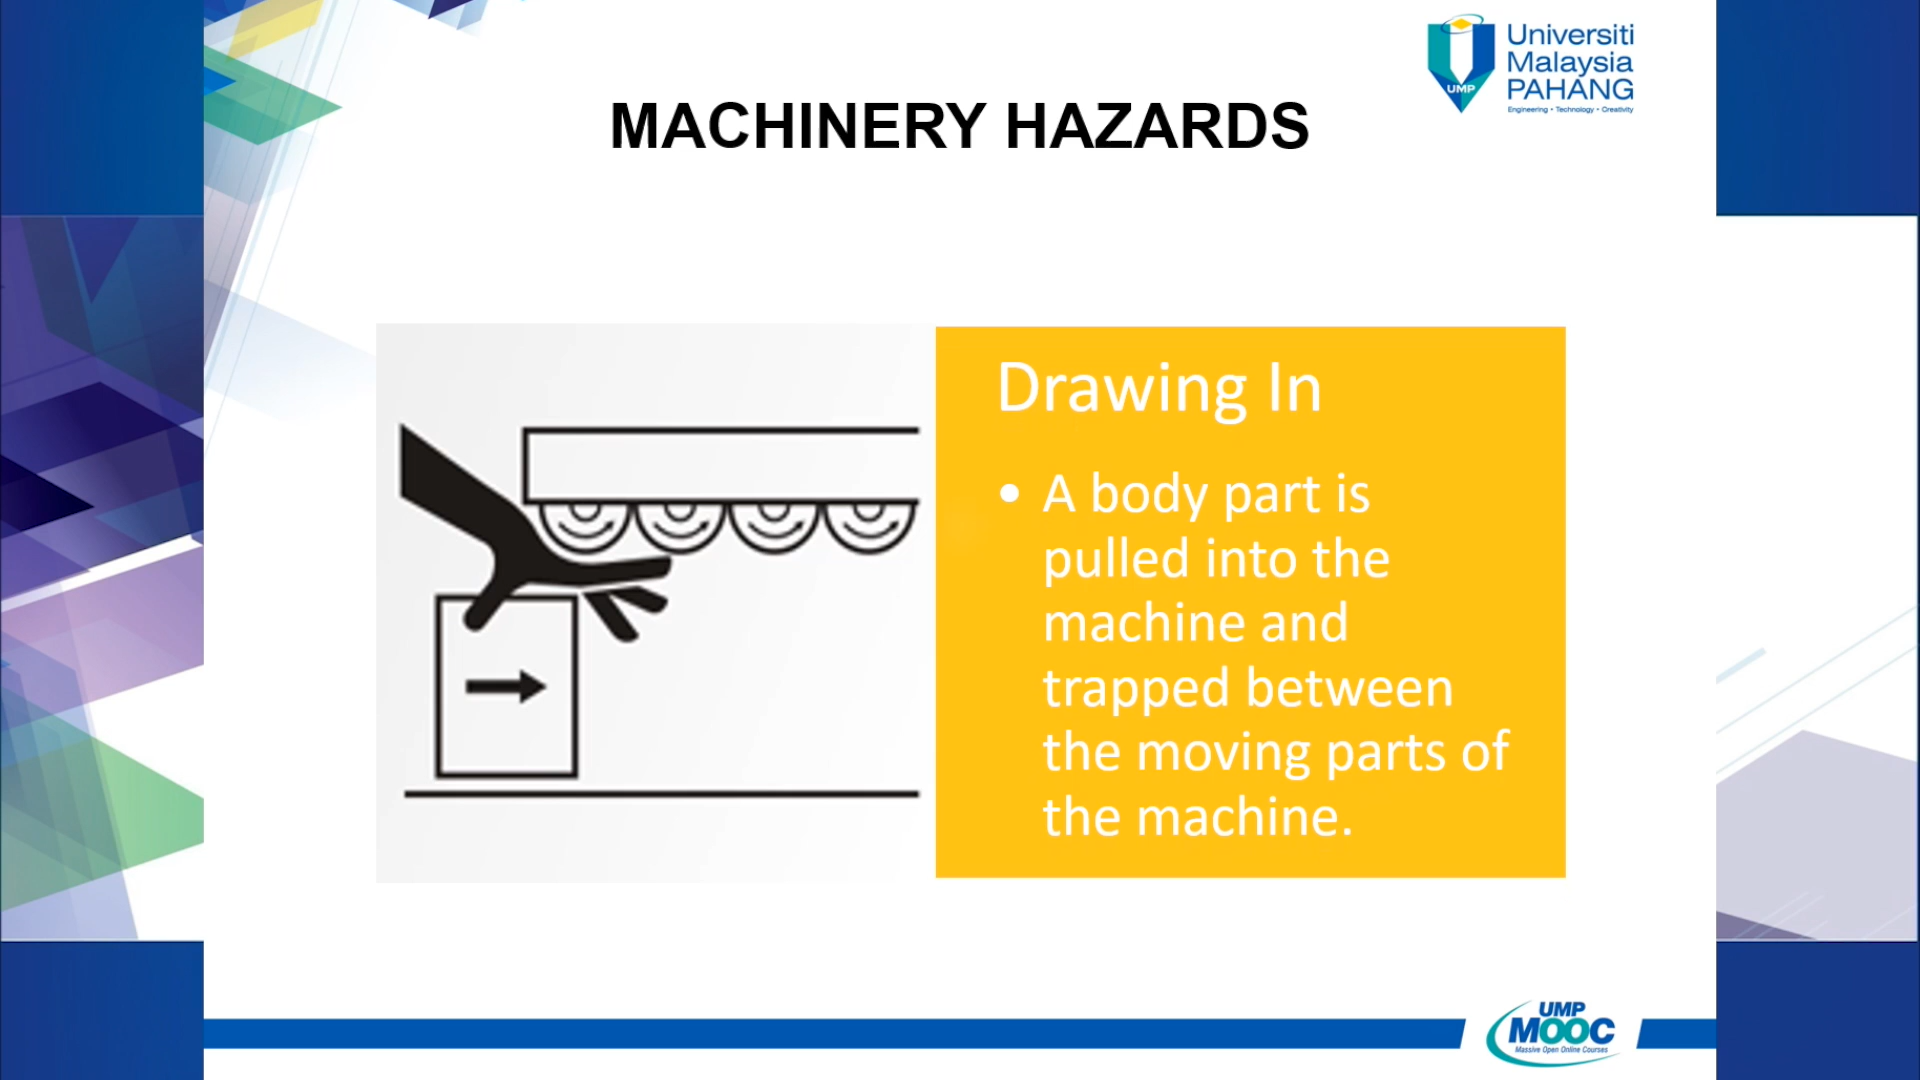 Universiti
Malaysia
PAHANG
Engineering • Technology • Creativity
UMP
MACHINERY HAZARDS
Drawing In
• A body part is
pulled into the
machine and
trapped between
the moving parts of
the machine.
UMP
MOOC
Massive Open Online Courses